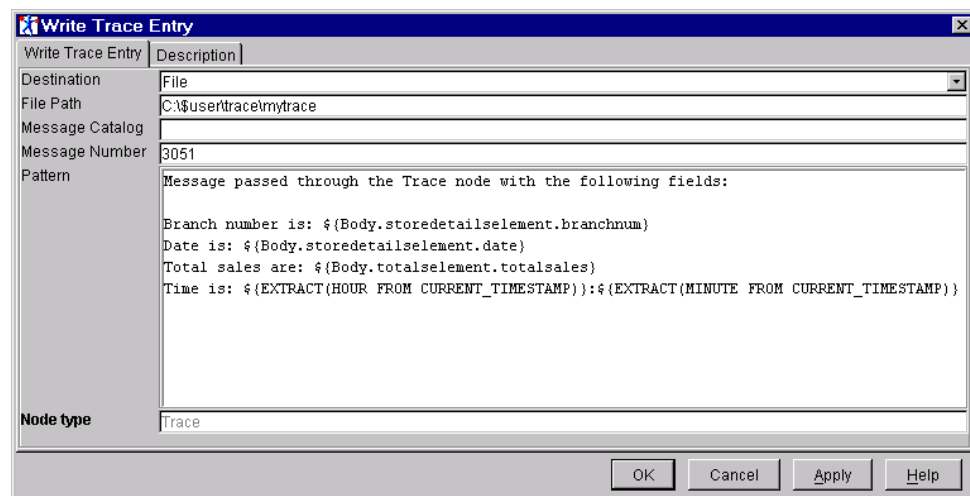 Write Trace Entry
Write Trace Entry Description
Destination File
File Path C:\$user\trace\mytrace
Message Catalog
Message Number 3051
Pattern Message passed through the Trace node with the following fields:
Branch number is: ${Body.storedetailselement.branchnum}
Date is: ${Body.storedetailselement.date}
Total sales are: ${Body.totalselement.totalsales}
Time is: ${EXTRACT(HOUR FROM CURRENT_TIMESTAMP)}:${EXTRACT(MINUTE FROM CURRENT_TIMESTAMP)}
Node type Trace
OK Cancel Apply Help